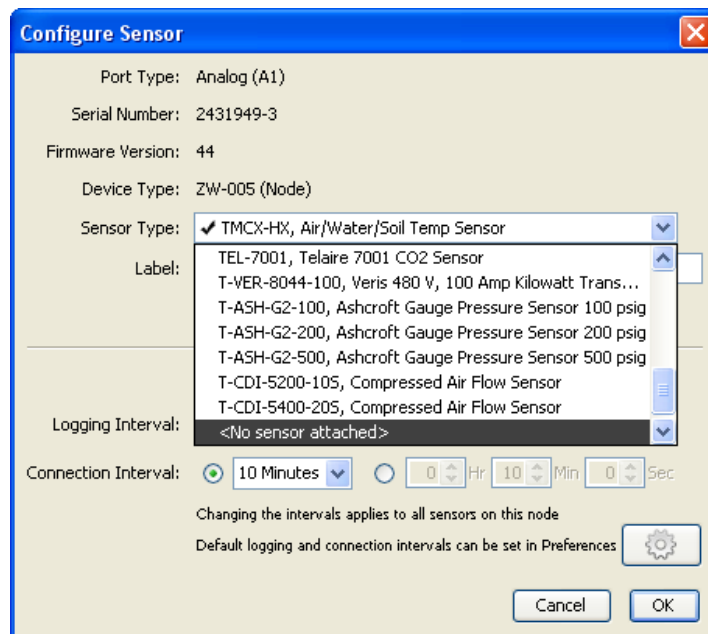 Configure Sensor
Port Type: Analog (A1)
Serial Number: 2431949-3
Firmware Version: 44
Device Type: ZW-005 (Node)
Sensor Type: ✔ TMCX-HX, Air/Water/Soil Temp Sensor
Label:
TEL-7001, Telaire 7001 CO2 Sensor
T-VER-8044-100, Veris 480 V, 100 Amp Kilowatt Trans...
T-ASH-G2-100, Ashcroft Gauge Pressure Sensor 100 psig
T-ASH-G2-200, Ashcroft Gauge Pressure Sensor 200 psig
T-ASH-G2-500, Ashcroft Gauge Pressure Sensor 500 psig
T-CDI-5200-10S, Compressed Air Flow Sensor
T-CDI-5400-20S, Compressed Air Flow Sensor
<No sensor attached>
Logging Interval:
Connection Interval: 10 Minutes 0 Hr 10 Min 0 Sec
Changing the intervals applies to all sensors on this node
Default logging and connection intervals can be set in Preferences
Cancel OK